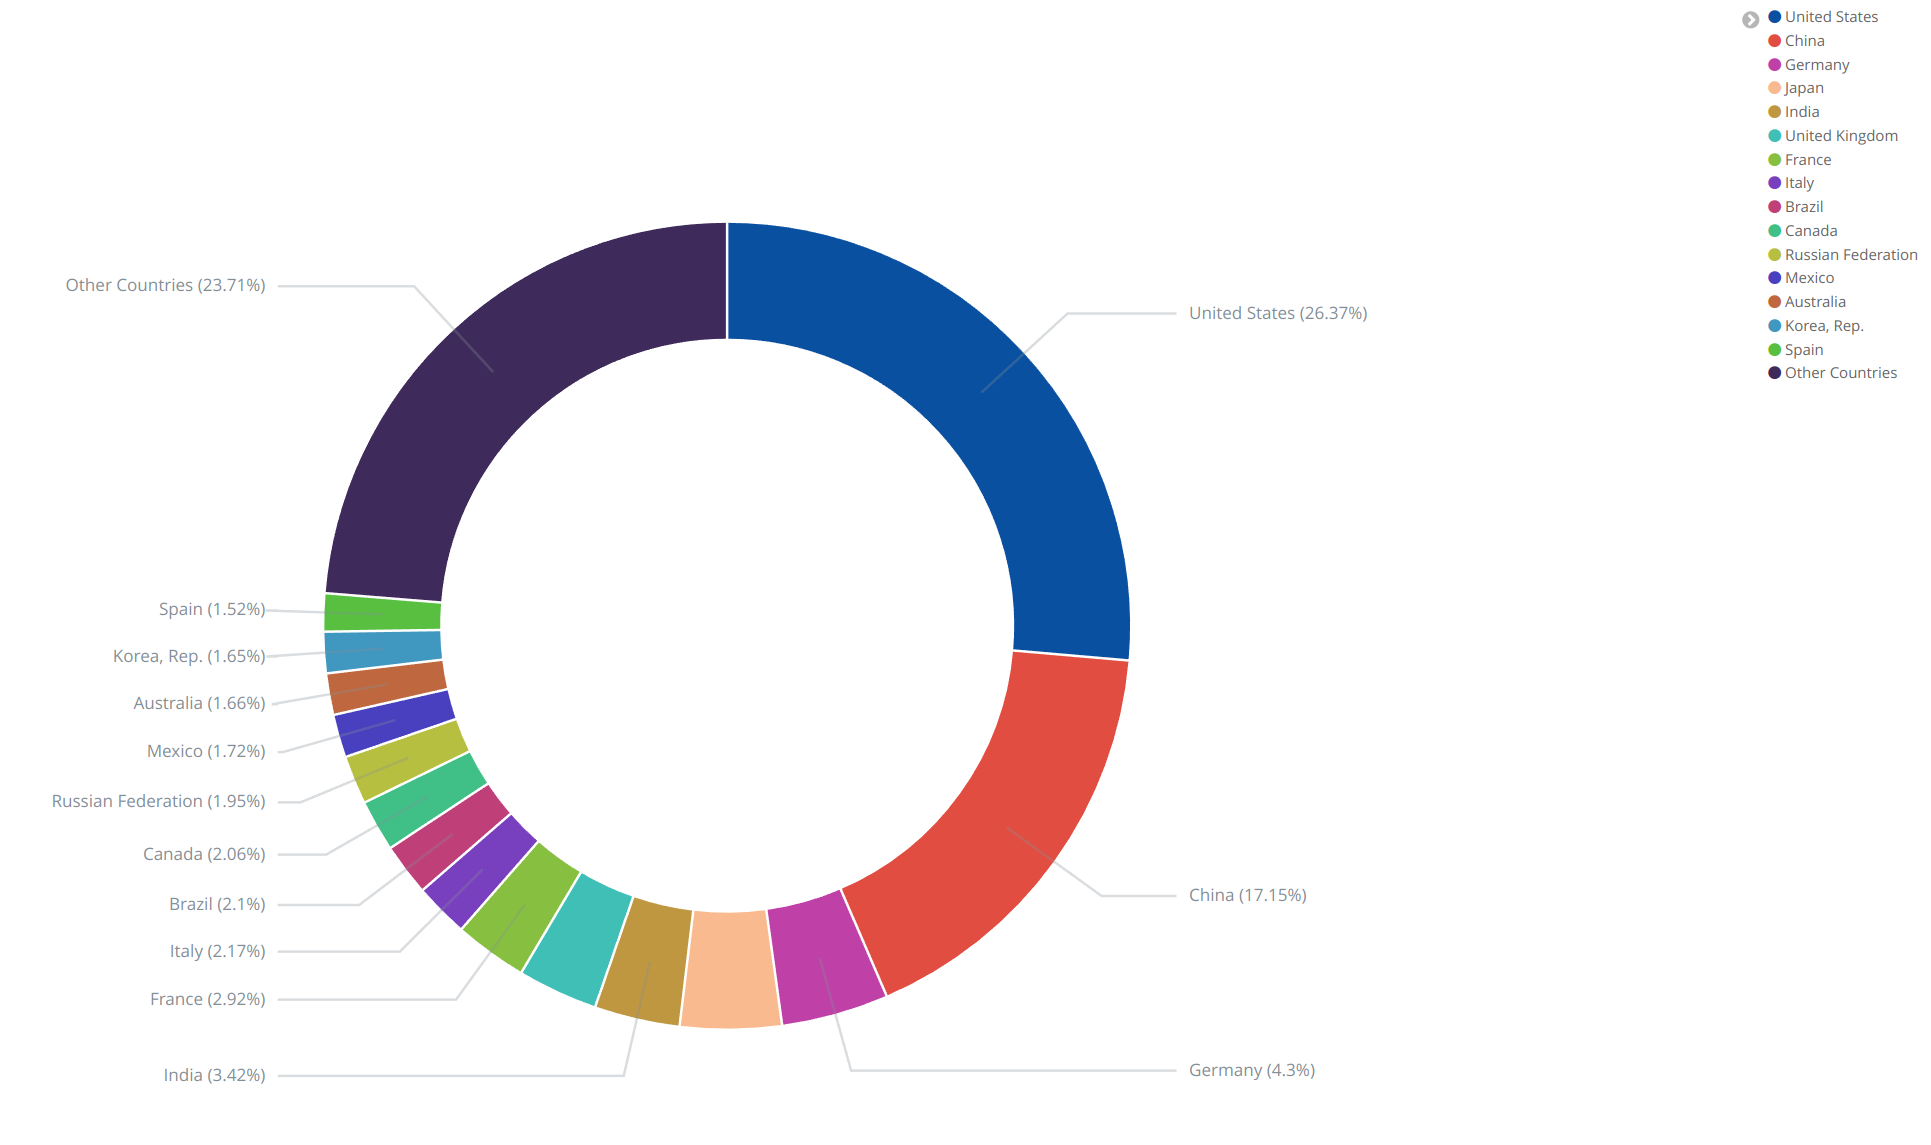 United States
China
Germany
Japan
India
United Kingdom
France
Italy
Brazil
Canada
Russian Federation
Mexico
Australia
Korea, Rep.
Spain
Other Countries
Other Countries (23.71%)
United States (26.37%)
Spain (1.52%)
Korea, Rep. (1.65%)
Australia (1.66%)
Mexico (1.72%)
Russian Federation (1.95%)
Canada (2.06%)
Brazil (2.1%)
Italy (2.17%)
France (2.92%)
India (3.42%)
China (17.15%)
Germany (4.3%)